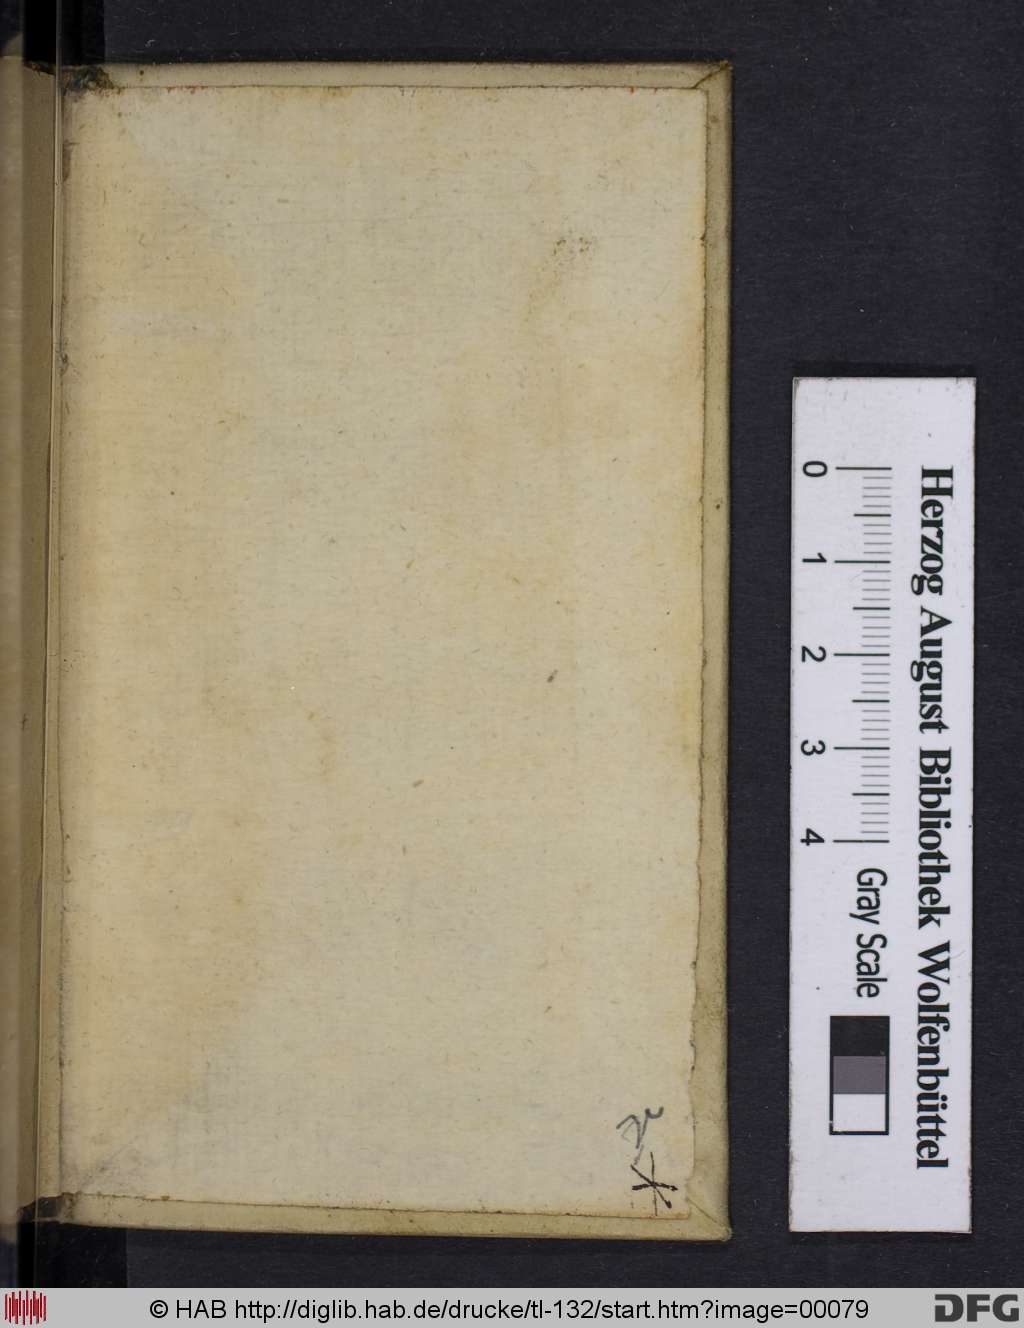 Herzog August Bibliothek Wolfenbüttel
0 1 2 3 4
Gray Scale
© HAB http://diglib.hab.de/drucke/tl-132/start.htm?image=00079
DFG